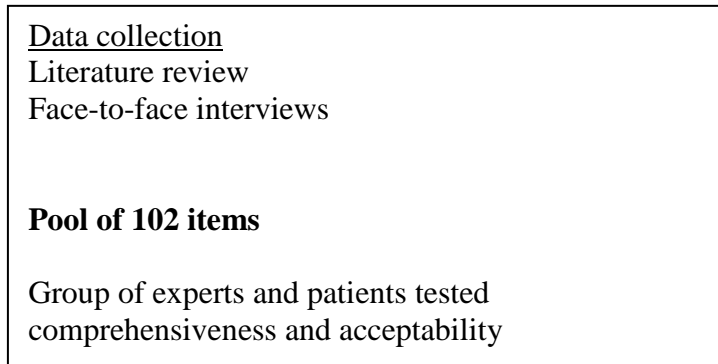 Data collection
Literature review
Face-to-face interviews
Pool of 102 items
Group of experts and patients tested
comprehensiveness and acceptability